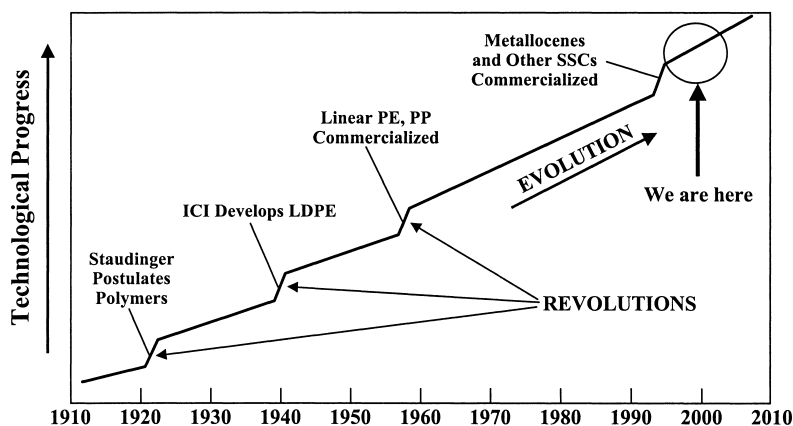 Technological Progress
Metallocenes
and Other SSCs
Commercialized
Linear PE, PP
Commercialized
EVOLUTION
We are here
ICI Develops LDPE
Staudinger
Postulates
Polymers
REVOLUTIONS
1910 1920 1930 1940 1950 1960 1970 1980 1990 2000 2010